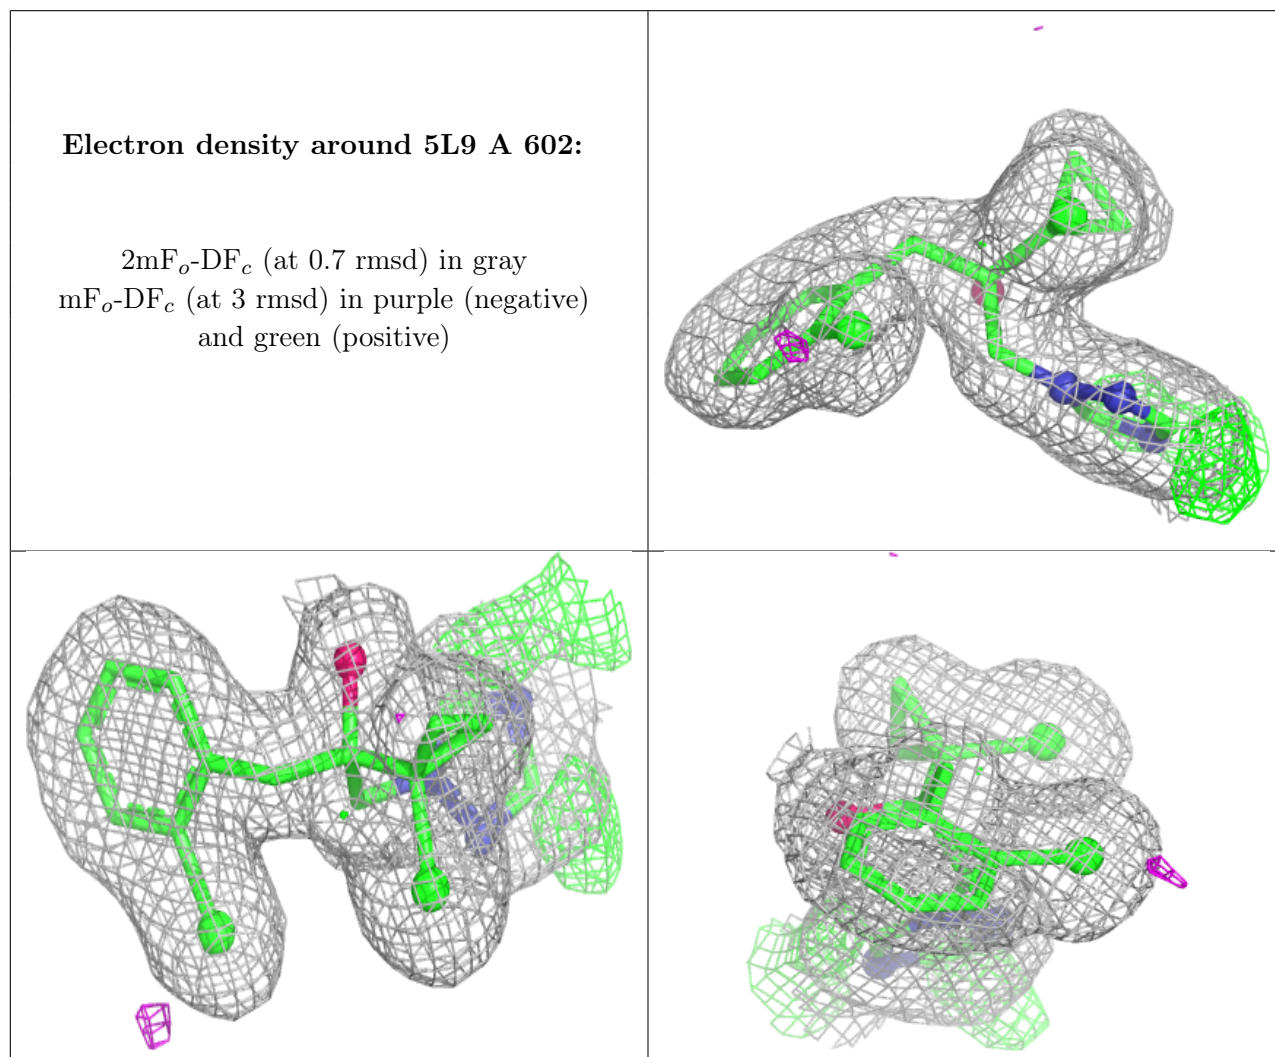 Electron density around 5L9 A 602:
2mFₒ-DF𝒸 (at 0.7 rmsd) in gray
mFₒ-DF𝒸 (at 3 rmsd) in purple (negative)
and green (positive)